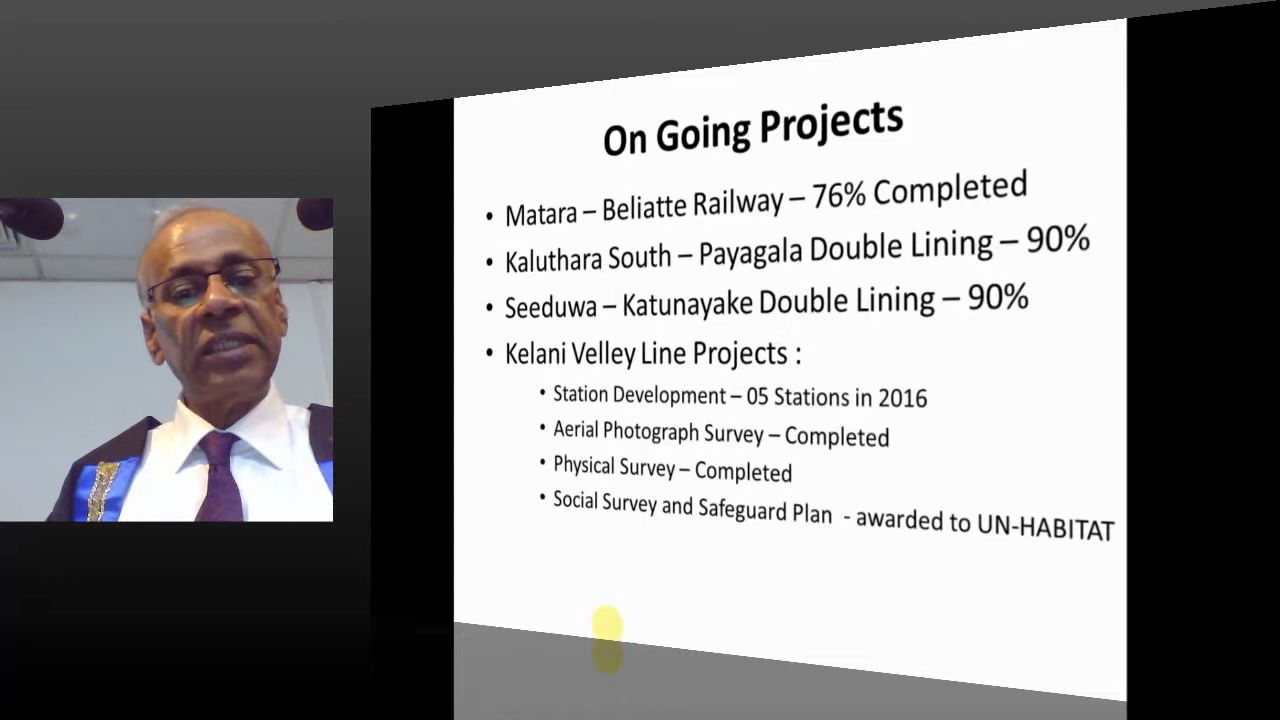 On Going Projects
• Matara – Beliatte Railway – 76% Completed
• Kaluthara South – Payagala Double Lining – 90%
• Seeduwa – Katunayake Double Lining – 90%
• Kelani Velley Line Projects :
• Station Development – 05 Stations in 2016
• Aerial Photograph Survey – Completed
• Physical Survey – Completed
• Social Survey and Safeguard Plan - awarded to UN-HABITAT